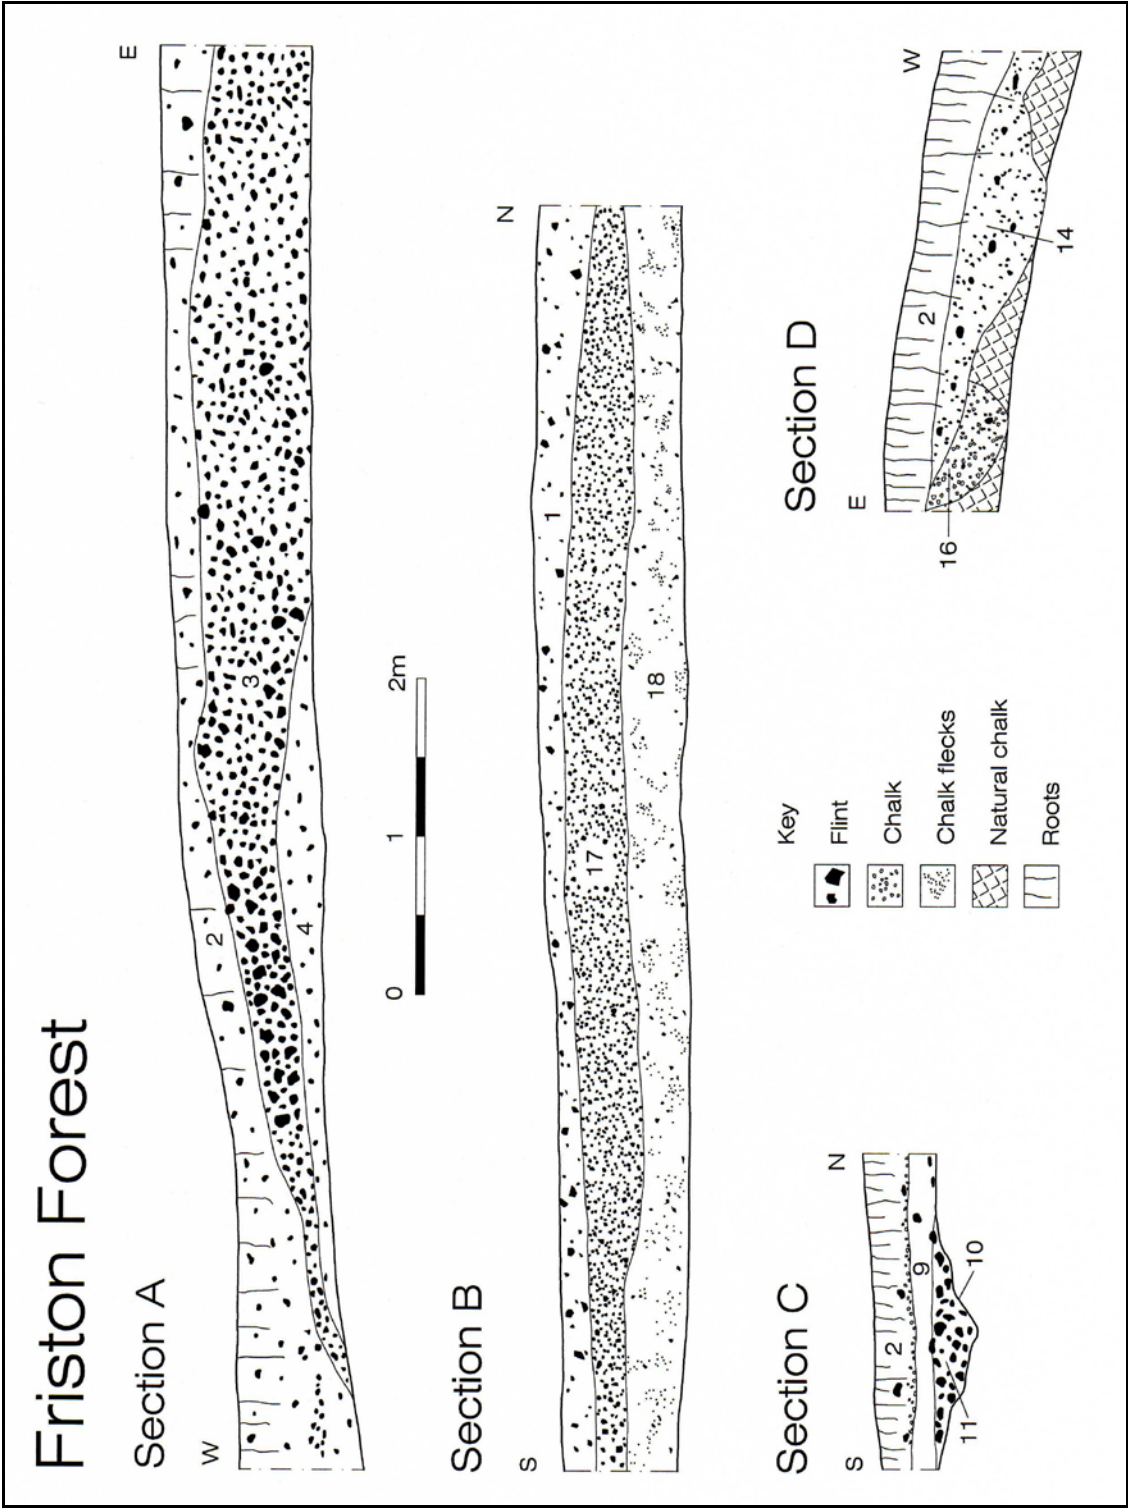 Friston Forest
Section A
W
E
2
3
4
0 1 2m
Section B
S
N
1
17
18
Section C
S
N
2
9
10
11
Section D
E
W
2
14
16
Key
Flint
Chalk
Chalk flecks
Natural chalk
Roots